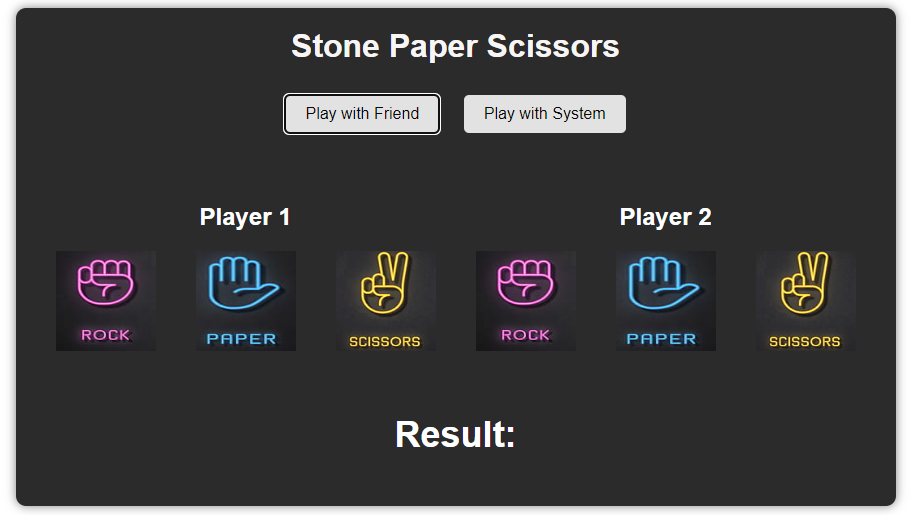 Stone Paper Scissors
Play with Friend Play with System
Player 1 Player 2
ROCK PAPER SCISSORS ROCK PAPER SCISSORS
Result: